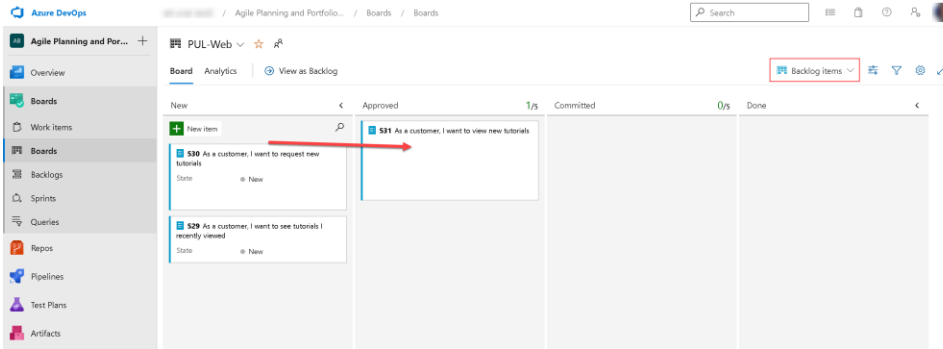 Azure DevOps
/ Agile Planning and Portfolio... / Boards / Boards
Search
AB Agile Planning and Por... +
PUL-Web
Overview
Board Analytics View as Backlog
Backlog items
Boards
New
Approved 1/5
Committed 0/5
Done
Work items
New item
531 As a customer, I want to view new tutorials
Boards
530 As a customer, I want to request new
tutorials
State New
Backlogs
Sprints
Queries
529 As a customer, I want to see tutorials I
recently viewed
State New
Repos
Pipelines
Test Plans
Artifacts